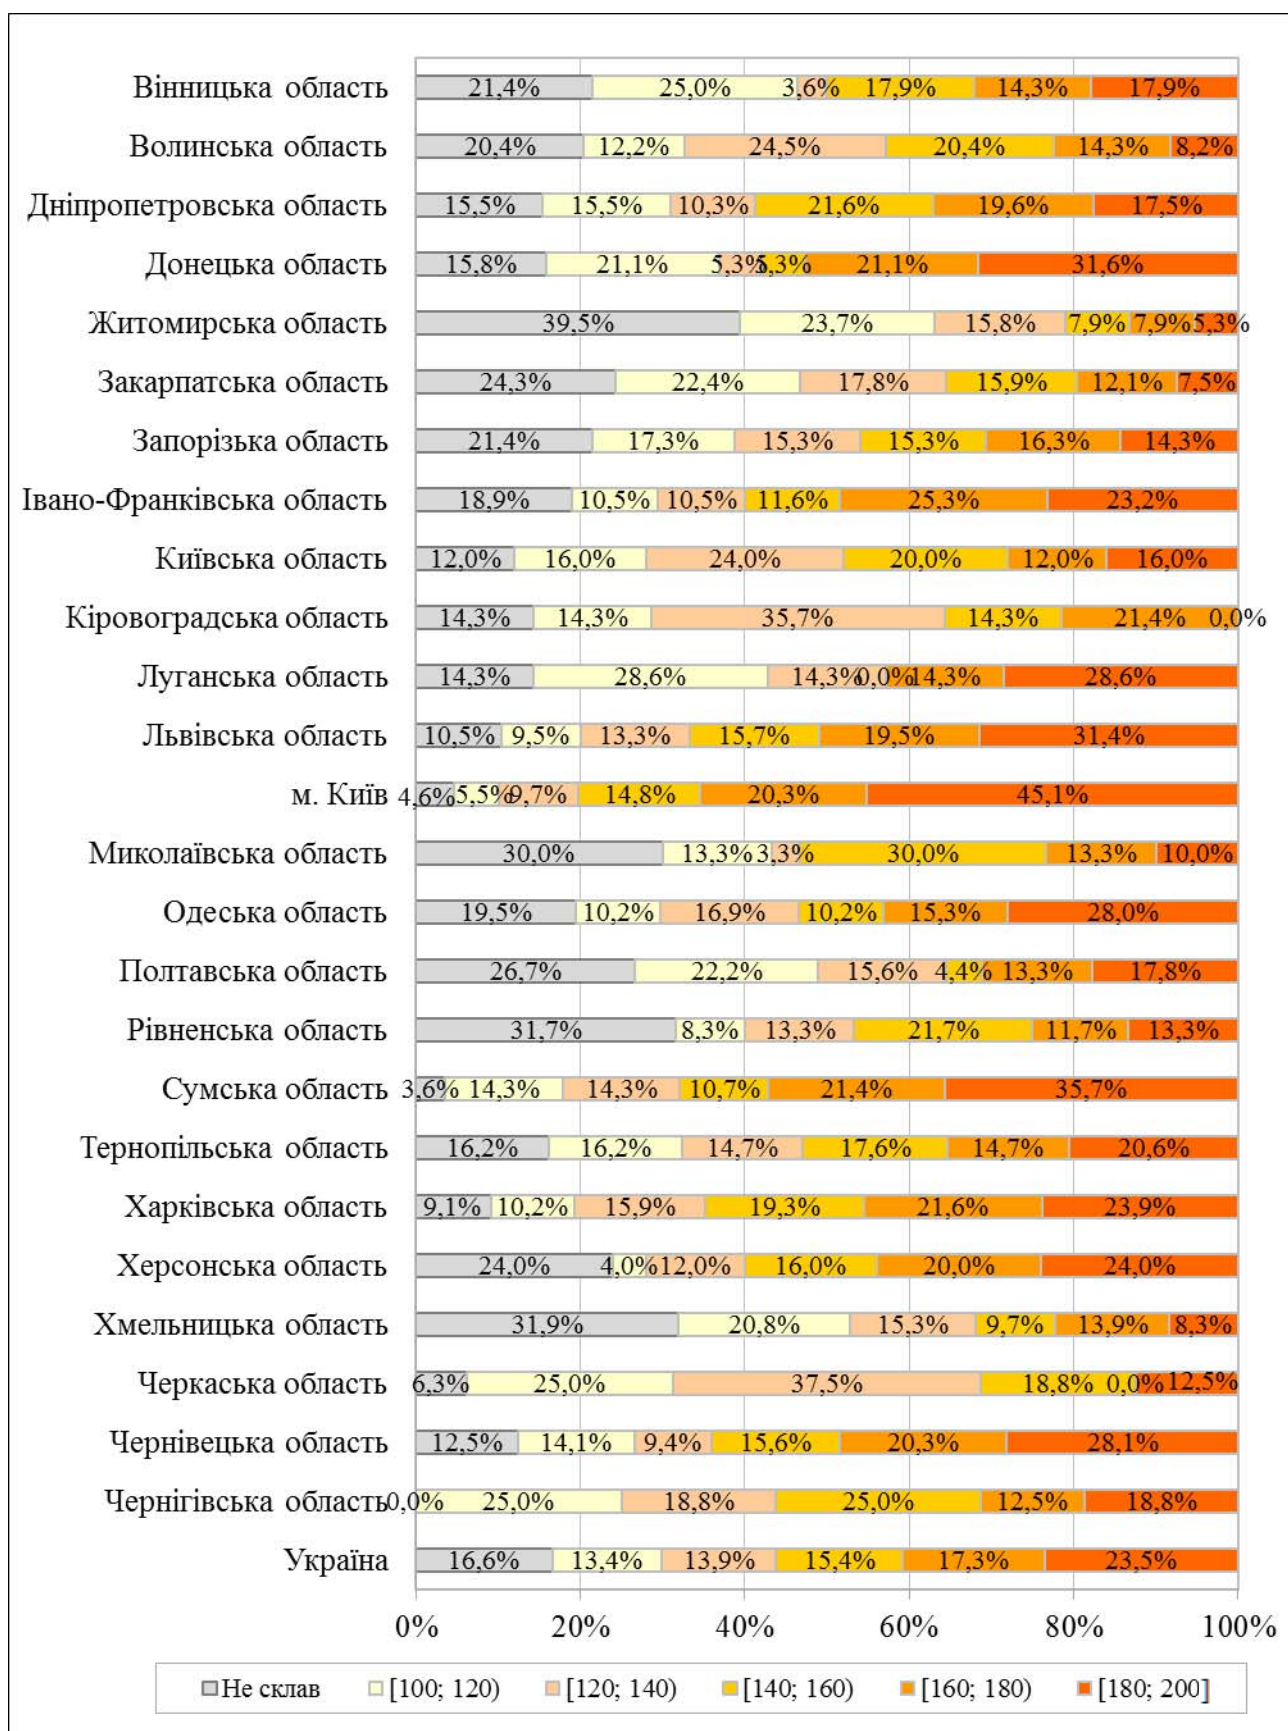 Вінницька область 21,4% 25,0% 3,6% 17,9% 14,3% 17,9%
Волинська область 20,4% 12,2% 24,5% 20,4% 14,3% 8,2%
Дніпропетровська область 15,5% 15,5% 10,3% 21,6% 19,6% 17,5%
Донецька область 15,8% 21,1% 5,3% 5,3% 21,1% 31,6%
Житомирська область 39,5% 23,7% 15,8% 7,9% 7,9% 5,3%
Закарпатська область 24,3% 22,4% 17,8% 15,9% 12,1% 7,5%
Запорізька область 21,4% 17,3% 15,3% 15,3% 16,3% 14,3%
Івано-Франківська область 18,9% 10,5% 10,5% 11,6% 25,3% 23,2%
Київська область 12,0% 16,0% 24,0% 20,0% 12,0% 16,0%
Кіровоградська область 14,3% 14,3% 35,7% 14,3% 21,4% 0,0%
Луганська область 14,3% 28,6% 14,3% 0,0% 14,3% 28,6%
Львівська область 10,5% 9,5% 13,3% 15,7% 19,5% 31,4%
м. Київ 4,6% 5,5% 9,7% 14,8% 20,3% 45,1%
Миколаївська область 30,0% 13,3% 3,3% 30,0% 13,3% 10,0%
Одеська область 19,5% 10,2% 16,9% 10,2% 15,3% 28,0%
Полтавська область 26,7% 22,2% 15,6% 4,4% 13,3% 17,8%
Рівненська область 31,7% 8,3% 13,3% 21,7% 11,7% 13,3%
Сумська область 3,6% 14,3% 14,3% 10,7% 21,4% 35,7%
Тернопільська область 16,2% 16,2% 14,7% 17,6% 14,7% 20,6%
Харківська область 9,1% 10,2% 15,9% 19,3% 21,6% 23,9%
Херсонська область 24,0% 4,0% 12,0% 16,0% 20,0% 24,0%
Хмельницька область 31,9% 20,8% 15,3% 9,7% 13,9% 8,3%
Черкаська область 6,3% 25,0% 37,5% 18,8% 0,0% 12,5%
Чернівецька область 12,5% 14,1% 9,4% 15,6% 20,3% 28,1%
Чернігівська область 0,0% 25,0% 18,8% 25,0% 12,5% 18,8%
Україна 16,6% 13,4% 13,9% 15,4% 17,3% 23,5%
0% 20% 40% 60% 80% 100%
Не склав [100; 120) [120; 140) [140; 160) [160; 180) [180; 200]